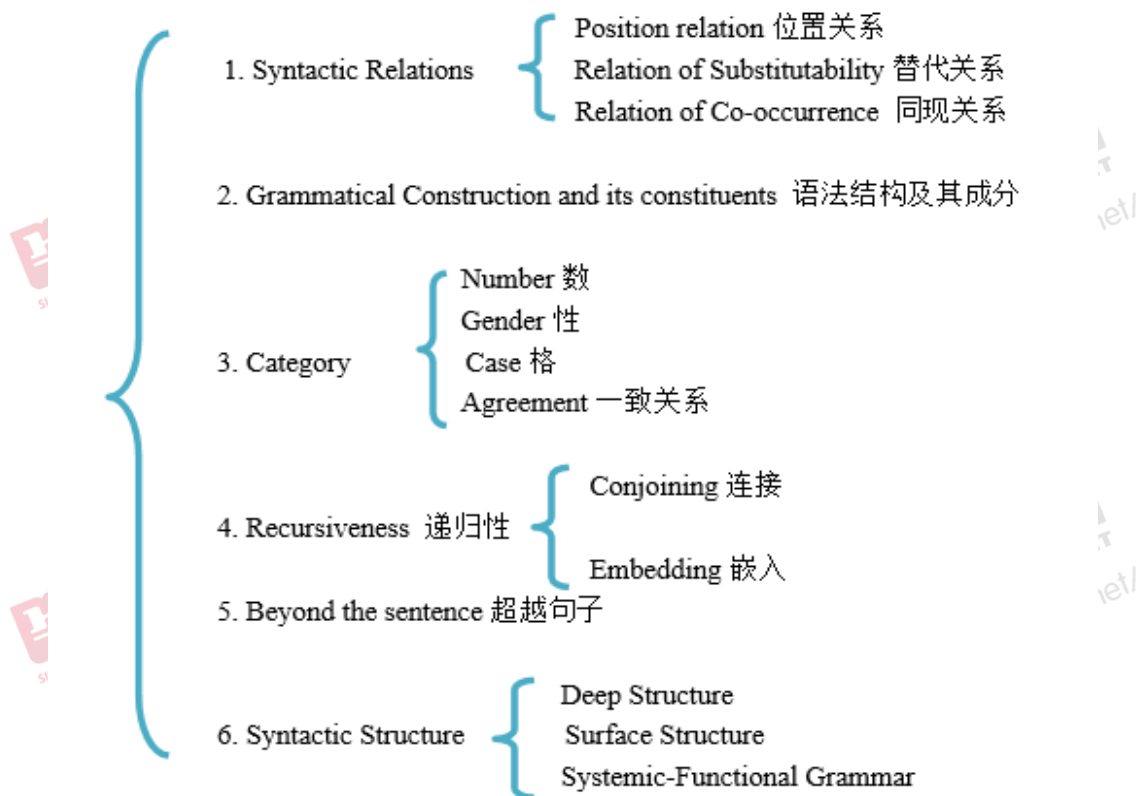 Position relation 位置关系
1. Syntactic Relations
Relation of Substitutability 替代关系
Relation of Co-occurrence 同现关系
2. Grammatical Construction and its constituents 语法结构及其成分
Number 数
Gender 性
3. Category
Case 格
Agreement 一致关系
Conjoining 连接
4. Recursiveness 递归性
Embedding 嵌入
5. Beyond the sentence 超越句子
Deep Structure
6. Syntactic Structure
Surface Structure
Systemic-Functional Grammar